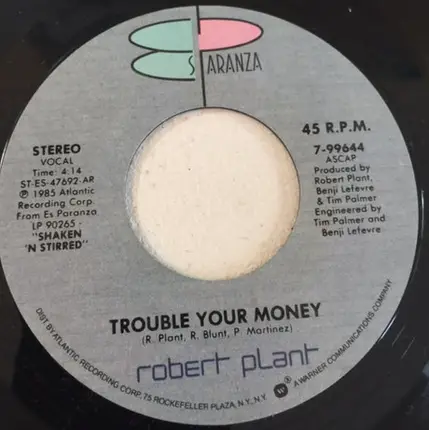 ES PARANZA
STEREO
VOCAL
Time: 4:14
ST-ES-47692-AR
℗ 1985 Atlantic
Recording Corp.
From Es Paranza
LP 90265 -
"SHAKEN
'N STIRRED"
45 R.P.M.
7-99644
ASCAP
Produced by
Robert Plant,
Benji Lefevre
& Tim Palmer
Engineered by
Tim Palmer and
Benji Lefevre
TROUBLE YOUR MONEY
(R. Plant, R. Blunt, P. Martinez)
robert plant
DIST BY ATLANTIC RECORDING CORP., 75 ROCKEFELLER PLAZA, N.Y., N.Y. W ® A WARNER COMMUNICATIONS COMPANY